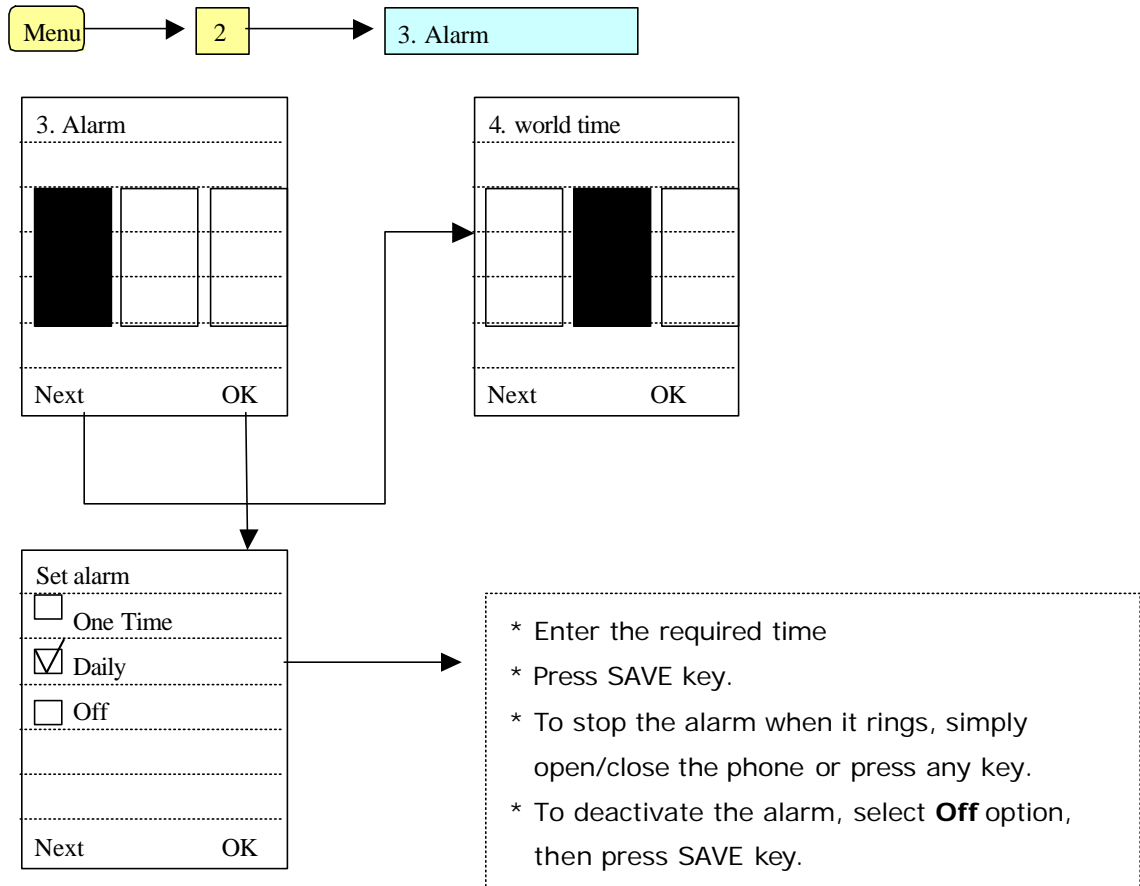 Menu 2 3. Alarm
3. Alarm
Next OK
4. world time
Next OK
Set alarm
One Time
Daily
Off
Next OK
* Enter the required time
* Press SAVE key.
* To stop the alarm when it rings, simply
open/close the phone or press any key.
* To deactivate the alarm, select Off option,
then press SAVE key.